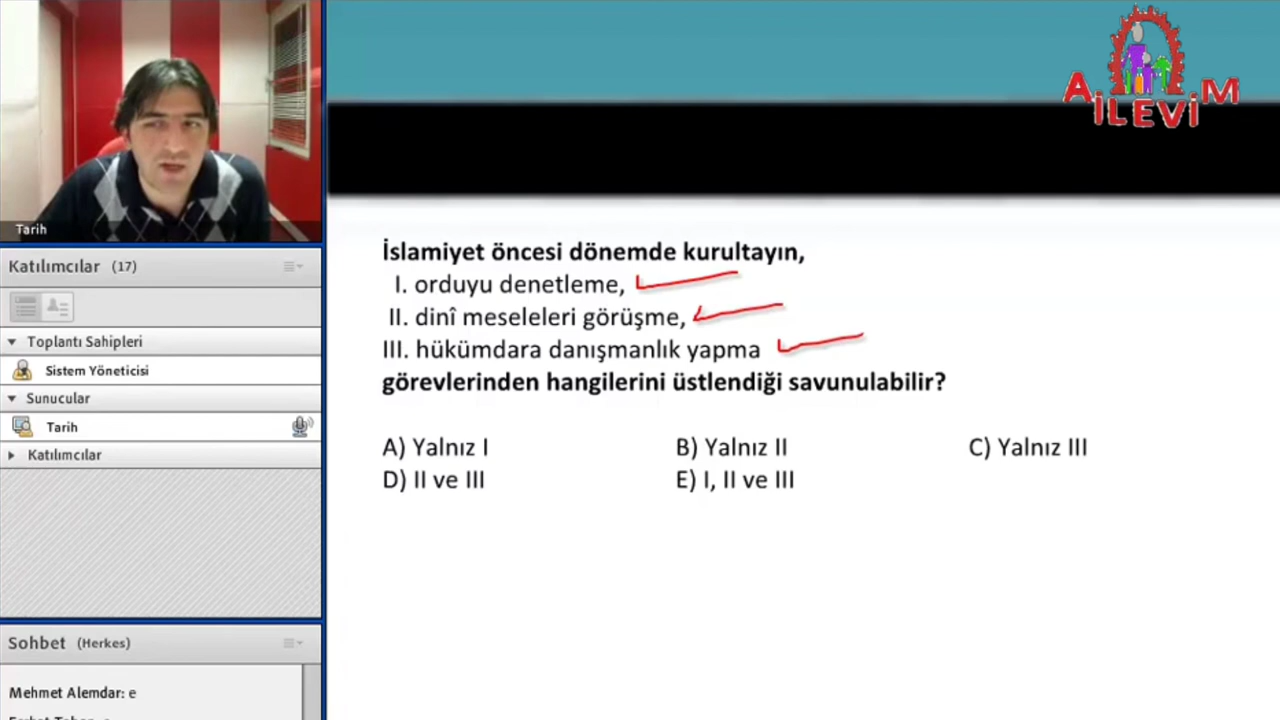 AİLEVİM
Tarih
Katılımcılar (17)
Toplantı Sahipleri
Sistem Yöneticisi
Sunucular
Tarih
Katılımcılar
Sohbet (Herkes)
Mehmet Alemdar: e
İslamiyet öncesi dönemde kurultayın,
I. orduyu denetleme,
II. dinî meseleleri görüşme,
III. hükümdara danışmanlık yapma
görevlerinden hangilerini üstlendiği savunulabilir?
A) Yalnız I B) Yalnız II C) Yalnız III
D) II ve III E) I, II ve III